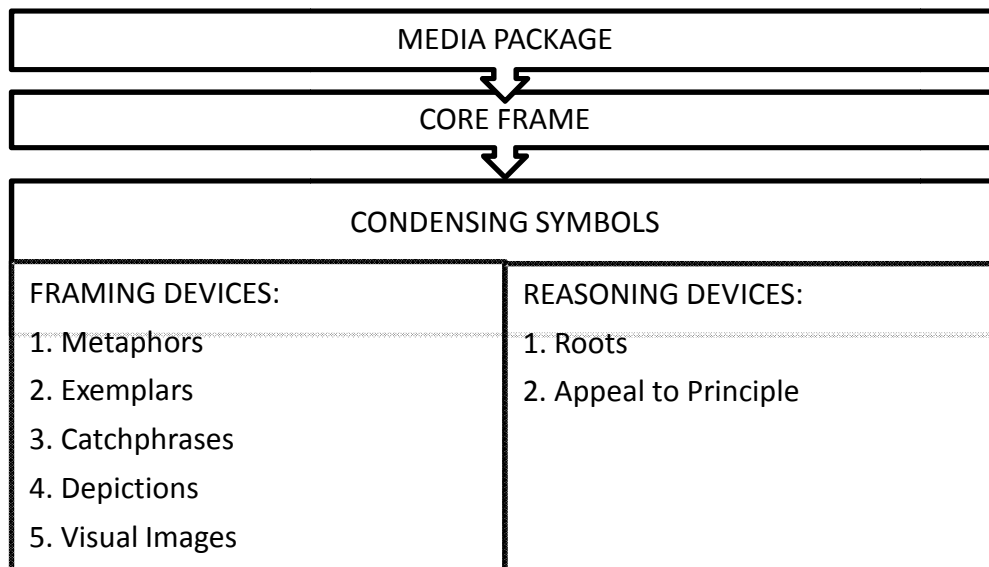 MEDIA PACKAGE
CORE FRAME
CONDENSING SYMBOLS
FRAMING DEVICES:
1. Metaphors
2. Exemplars
3. Catchphrases
4. Depictions
5. Visual Images
REASONING DEVICES:
1. Roots
2. Appeal to Principle